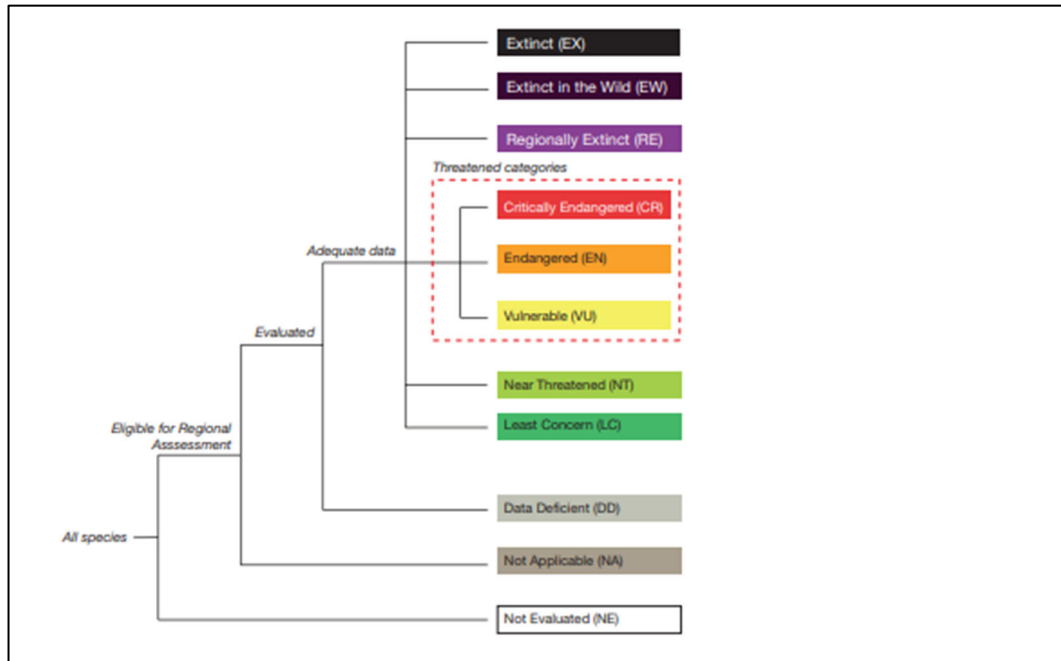 Extinct (EX)
Extinct in the Wild (EW)
Regionally Extinct (RE)
Threatened categories
Critically Endangered (CR)
Adequate data
Endangered (EN)
Vulnerable (VU)
Evaluated
Near Threatened (NT)
Eligible for Regional
Asssessment
Least Concern (LC)
Data Deficient (DD)
All species
Not Applicable (NA)
Not Evaluated (NE)